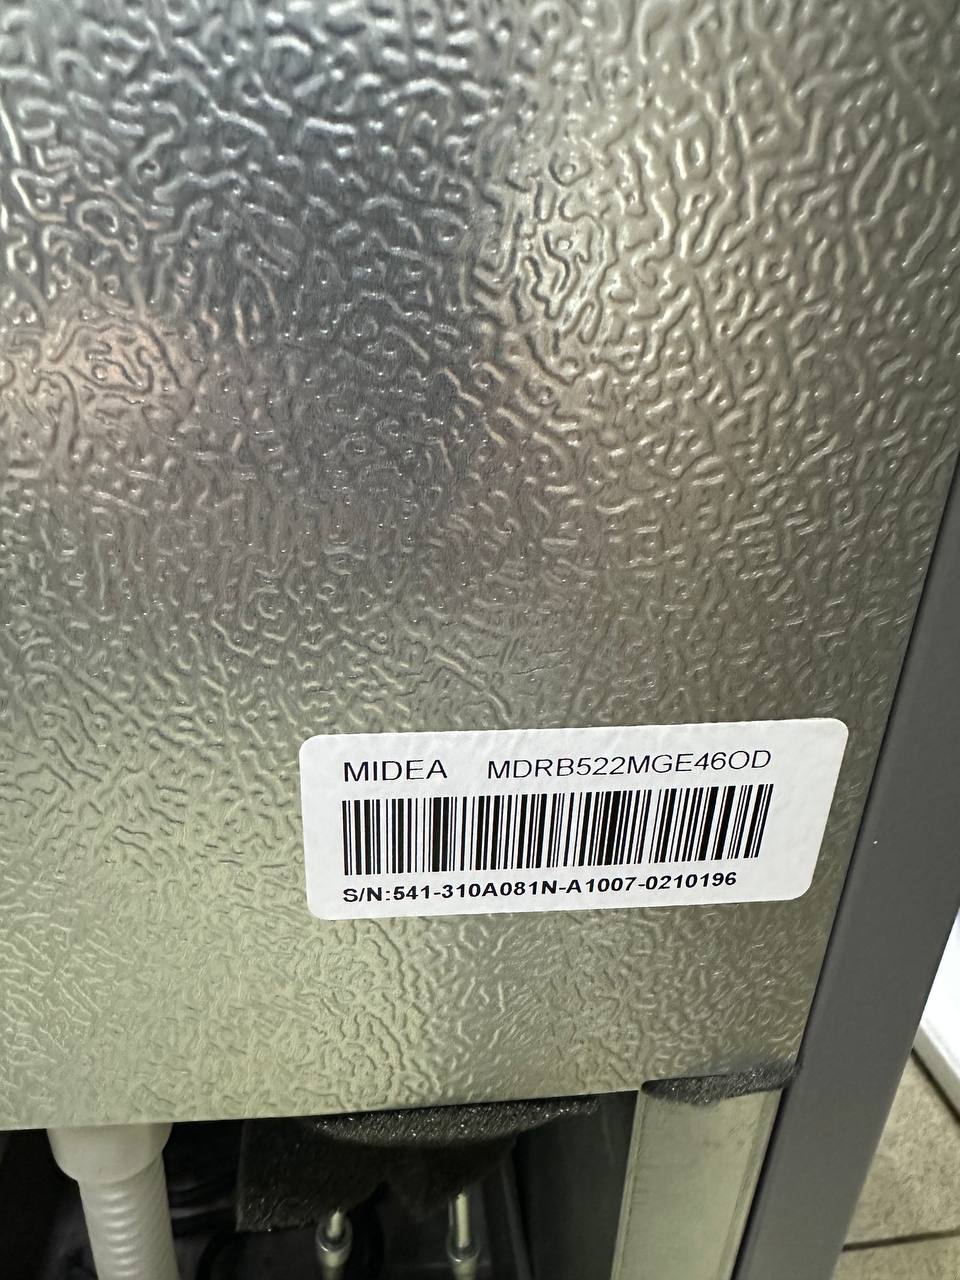 MIDEA MDRB522MGE46OD
S/N:541-310A081N-A1007-0210196